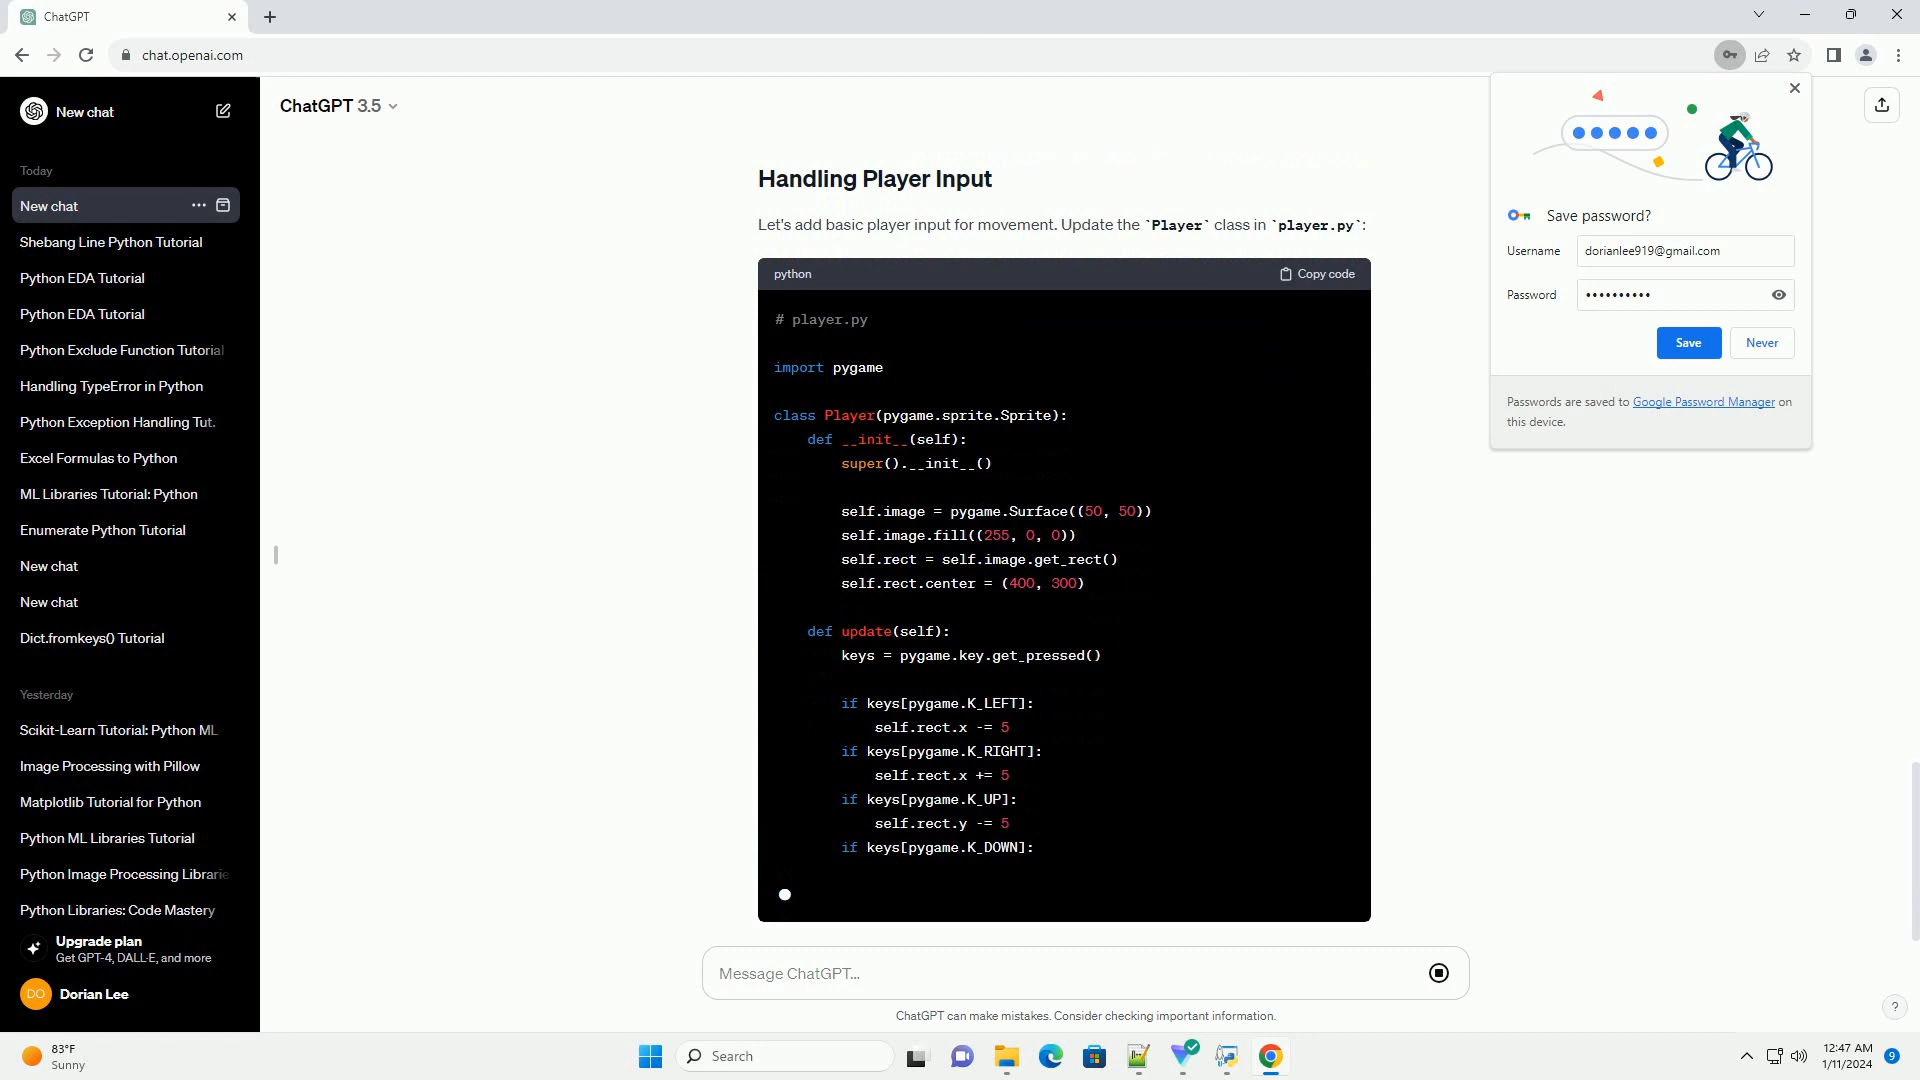 ChatGPT
chat.openai.com
New chat
Today
New chat
Shebang Line Python Tutorial
Python EDA Tutorial
Python EDA Tutorial
Python Exclude Function Tutorial
Handling TypeError in Python
Python Exception Handling Tut.
Excel Formulas to Python
ML Libraries Tutorial: Python
Enumerate Python Tutorial
New chat
New chat
Dict.fromkeys() Tutorial
Yesterday
Scikit-Learn Tutorial: Python ML
Image Processing with Pillow
Matplotlib Tutorial for Python
Python ML Libraries Tutorial
Python Image Processing Librarie
Python Libraries: Code Mastery
Upgrade plan
Get GPT-4, DALL·E, and more
DO Dorian Lee
ChatGPT 3.5
Handling Player Input
Let's add basic player input for movement. Update the `Player` class in `player.py`:
python Copy code
# player.py
import pygame
class Player(pygame.sprite.Sprite):
    def __init__(self):
        super().__init__()
        self.image = pygame.Surface((50, 50))
        self.image.fill((255, 0, 0))
        self.rect = self.image.get_rect()
        self.rect.center = (400, 300)
    def update(self):
        keys = pygame.key.get_pressed()
        if keys[pygame.K_LEFT]:
            self.rect.x -= 5
        if keys[pygame.K_RIGHT]:
            self.rect.x += 5
        if keys[pygame.K_UP]:
            self.rect.y -= 5
        if keys[pygame.K_DOWN]:
Message ChatGPT...
ChatGPT can make mistakes. Consider checking important information.
?
Save password?
Username dorianlee919@gmail.com
Password ••••••••••
Save Never
Passwords are saved to Google Password Manager on
this device.
83°F
Sunny
Search
12:47 AM
1/11/2024
9